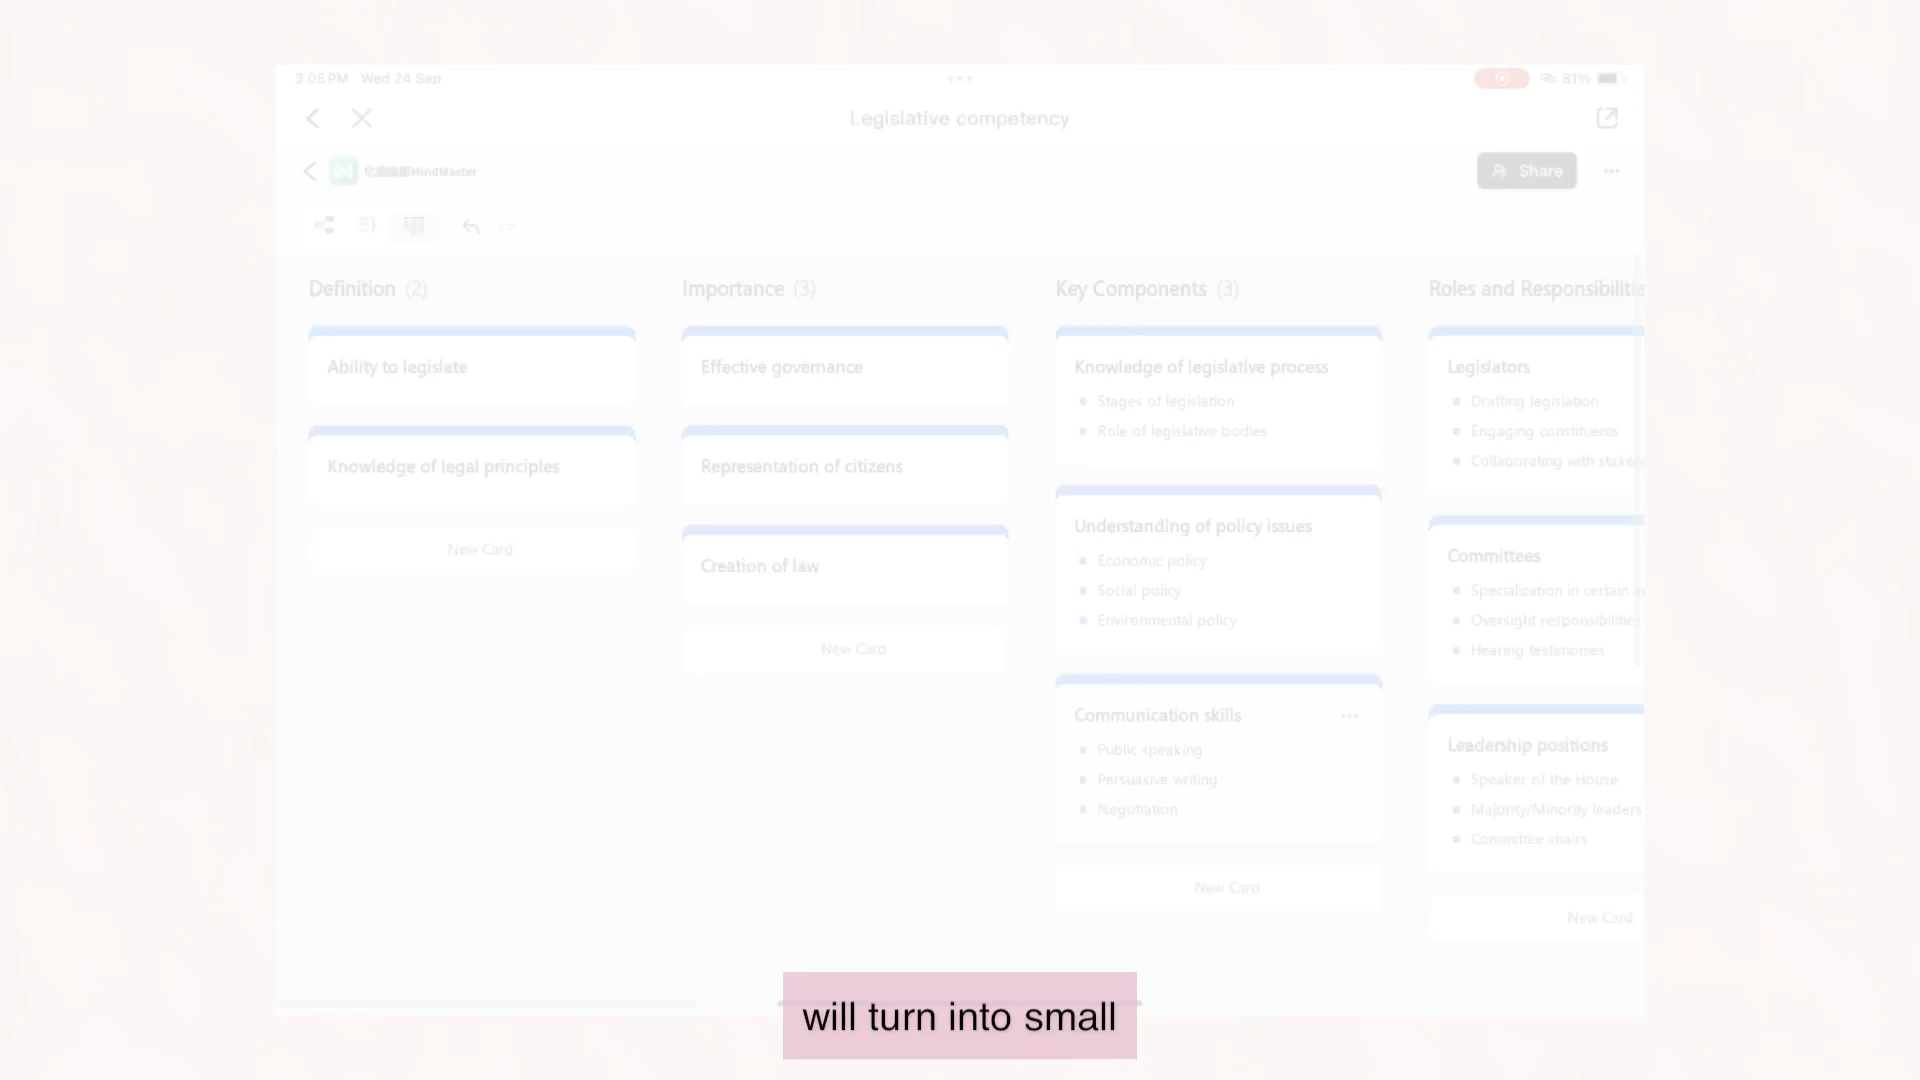 3:05 PM Wed 24 Sep
81%
Legislative competency
MindMaster
Share
Definition (2)
Ability to legislate
Knowledge of legal principles
New Card
Importance (3)
Effective governance
Representation of citizens
Creation of law
New Card
Key Components (3)
Knowledge of legislative process
Stages of legislation
Role of legislative bodies
Understanding of policy issues
Economic policy
Social policy
Environmental policy
Communication skills
Public speaking
Persuasive writing
Negotiation
New Card
Roles and Responsibilitie
Legislators
Drafting legislation
Engaging constituents
Collaborating with stake
Committees
Specialization in certain
Oversight responsibilities
Hearing testimonies
Leadership positions
Speaker of the House
Majority/Minority leaders
Committee chairs
New Card
will turn into small